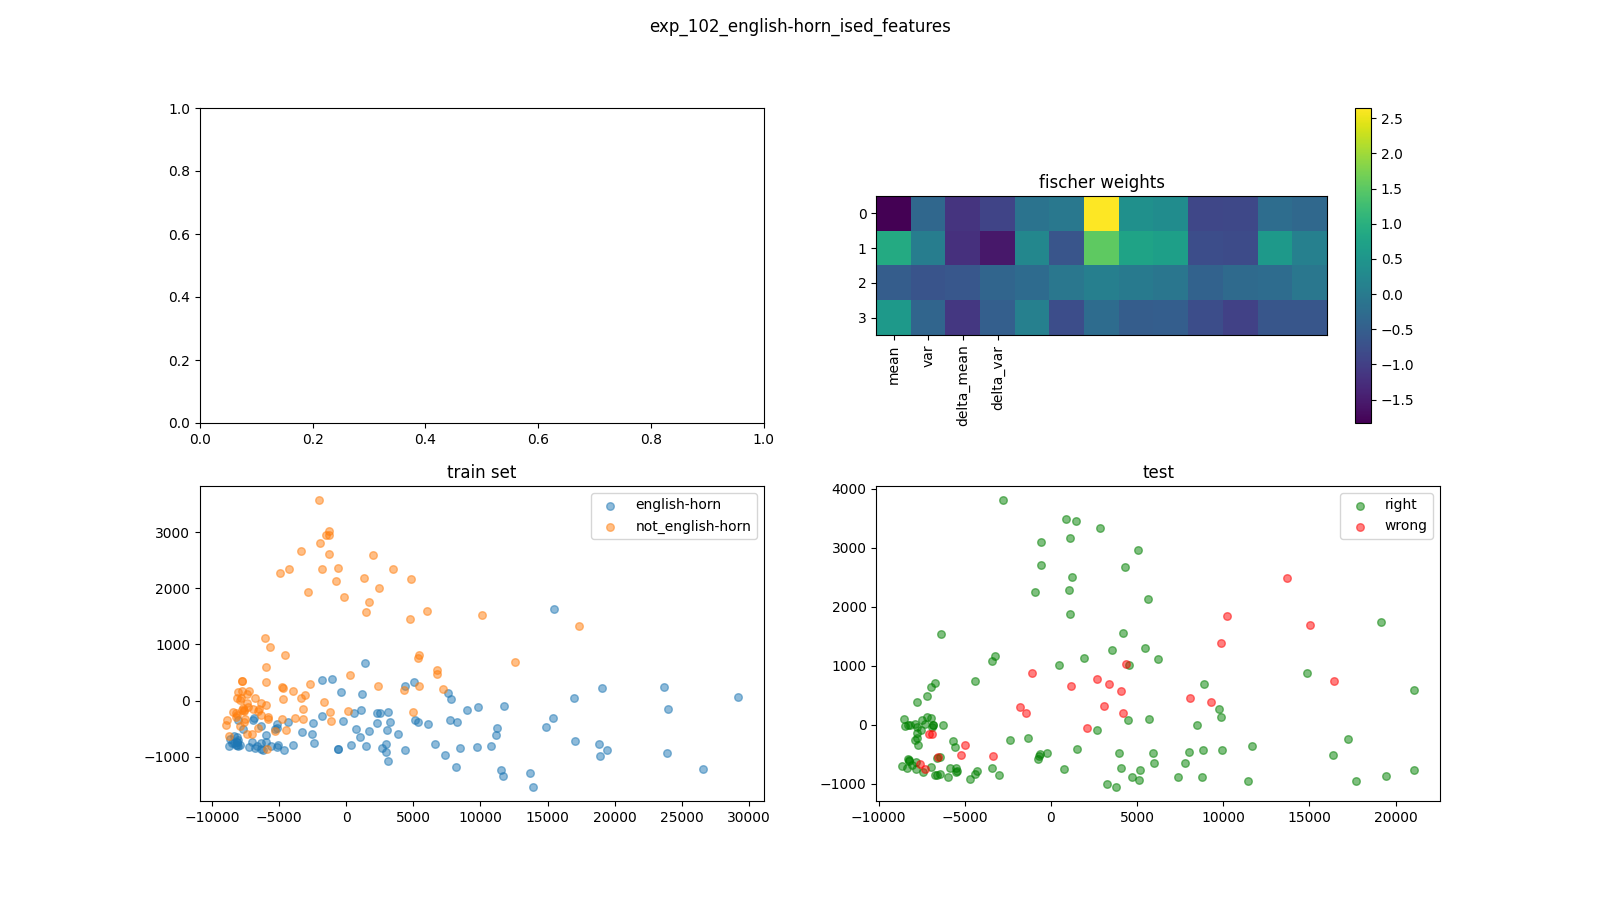 exp_102_english-horn_ised_features
1.0
0.8
0.6
0.4
0.2
0.0
0.0 0.2 0.4 0.6 0.8 1.0
fischer weights
0
1
2
3
mean var delta_mean delta_var
2.5
2.0
1.5
1.0
0.5
0.0
−0.5
−1.0
−1.5
train set
english-horn
not_english-horn
3000
2000
1000
0
−1000
−10000 −5000 0 5000 10000 15000 20000 25000 30000
test
right
wrong
4000
3000
2000
1000
0
−1000
−10000 −5000 0 5000 10000 15000 20000